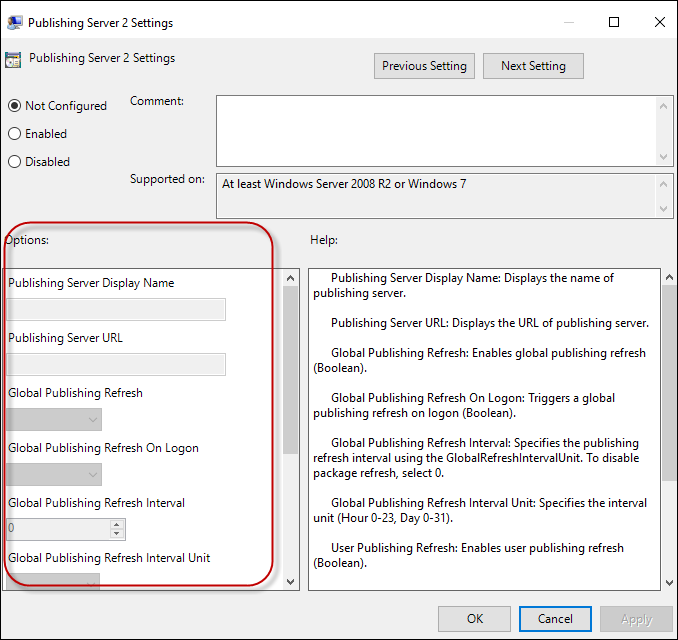 Publishing Server 2 Settings
Publishing Server 2 Settings
Previous Setting
Next Setting
Not Configured
Enabled
Disabled
Comment:
Supported on:
At least Windows Server 2008 R2 or Windows 7
Options:
Publishing Server Display Name
Publishing Server URL
Global Publishing Refresh
Global Publishing Refresh On Logon
Global Publishing Refresh Interval
0
Global Publishing Refresh Interval Unit
Help:
Publishing Server Display Name: Displays the name of
publishing server.
Publishing Server URL: Displays the URL of publishing server.
Global Publishing Refresh: Enables global publishing refresh
(Boolean).
Global Publishing Refresh On Logon: Triggers a global
publishing refresh on logon (Boolean).
Global Publishing Refresh Interval: Specifies the publishing
refresh interval using the GlobalRefreshIntervalUnit. To disable
package refresh, select 0.
Global Publishing Refresh Interval Unit: Specifies the interval
unit (Hour 0-23, Day 0-31).
User Publishing Refresh: Enables user publishing refresh
(Boolean).
OK
Cancel
Apply